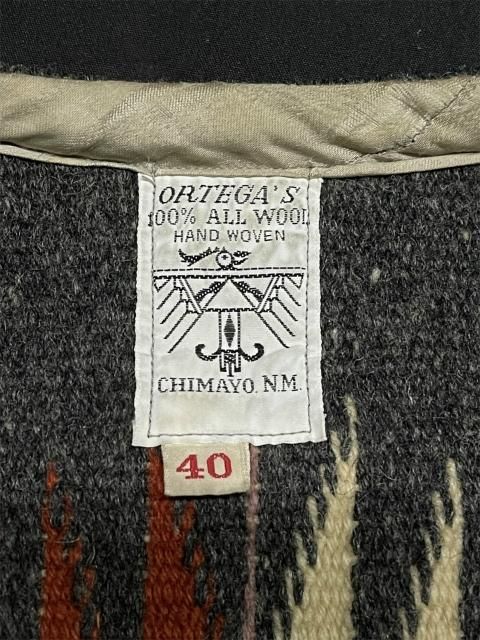 ORTEGA'S
100% ALL WOOL
HAND WOVEN
CHIMAYO, N.M.
40